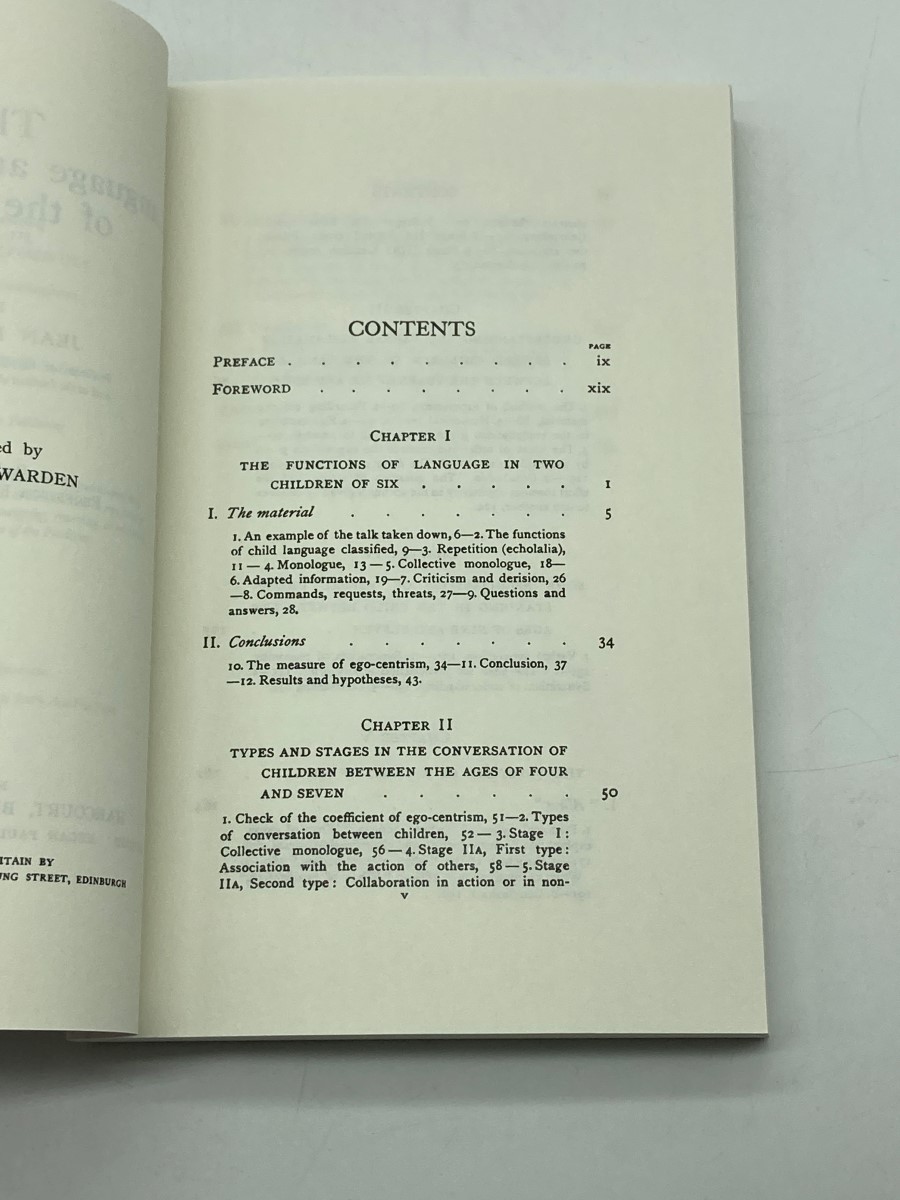 ed by
WARDEN
ITAIN BY
NG STREET, EDINBURGH
CONTENTS
PAGE
PREFACE . . . . . . . . . ix
FOREWORD . . . . . . . . xix
CHAPTER I
THE FUNCTIONS OF LANGUAGE IN TWO
CHILDREN OF SIX . . . . . 1
I. The material . . . . . . . 5
1. An example of the talk taken down, 6—2. The functions
of child language classified, 9—3. Repetition (echolalia),
11 — 4. Monologue, 13 — 5. Collective monologue, 18—
6. Adapted information, 19—7. Criticism and derision, 26
—8. Commands, requests, threats, 27—9. Questions and
answers, 28.
II. Conclusions . . . . . . . 34
10. The measure of ego-centrism, 34—11. Conclusion, 37
—12. Results and hypotheses, 43.
CHAPTER II
TYPES AND STAGES IN THE CONVERSATION OF
CHILDREN BETWEEN THE AGES OF FOUR
AND SEVEN . . . . . . 50
1. Check of the coefficient of ego-centrism, 51—2. Types
of conversation between children, 52 — 3. Stage I :
Collective monologue, 56 — 4. Stage IIA, First type :
Association with the action of others, 58 — 5. Stage
IIA, Second type : Collaboration in action or in non-
v